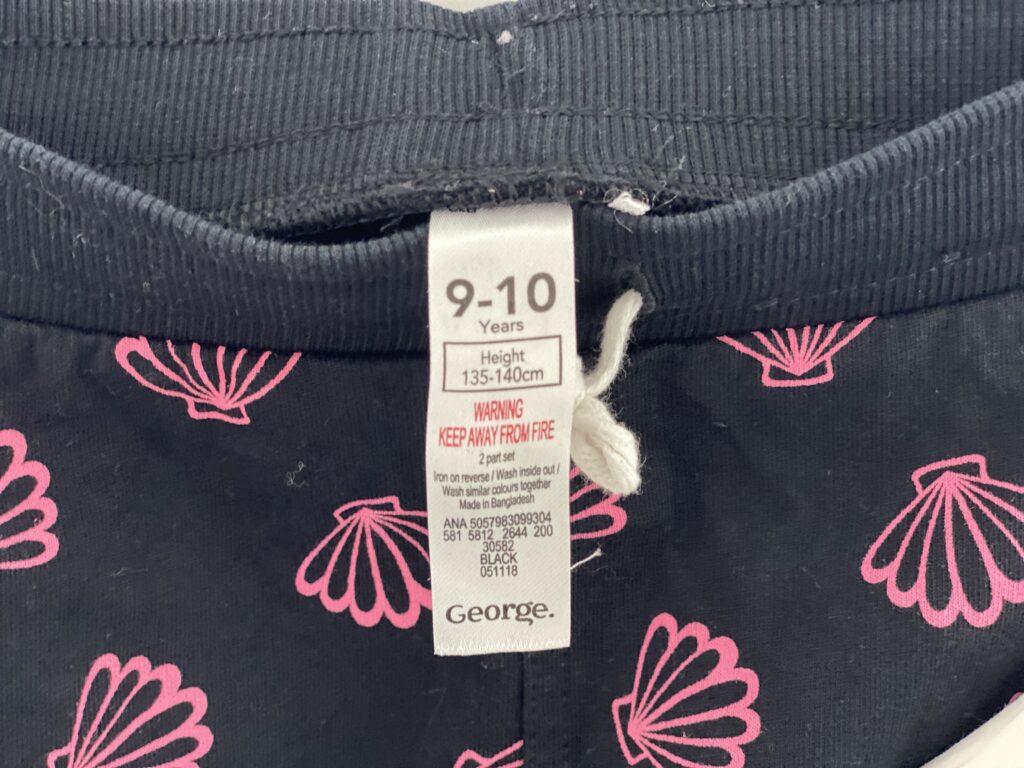 9-10
Years
Height
135-140cm
WARNING
KEEP AWAY FROM FIRE
2 part set
Iron on reverse / Wash inside out /
Wash similar colours together
Made in Bangladesh
ANA 5057983099304
581 5812 2644 200
30582
BLACK
051118
George.